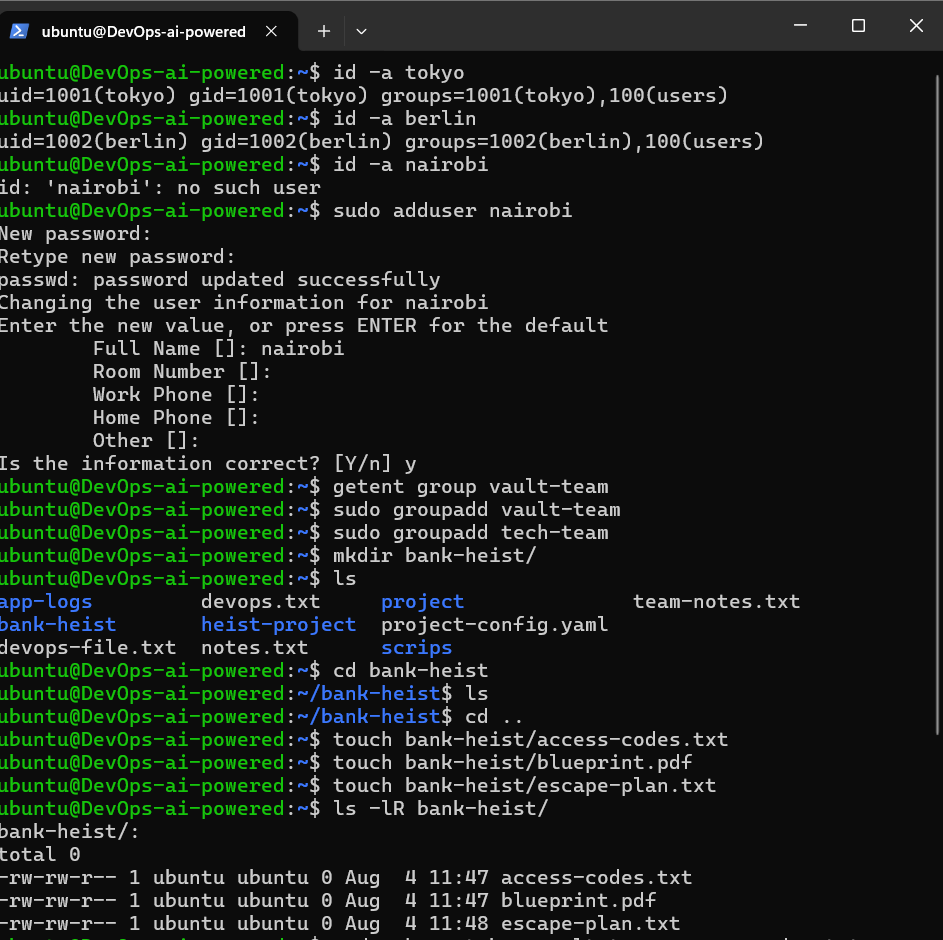 ubuntu@DevOps-ai-powered
ubuntu@DevOps-ai-powered:~$ id -a tokyo
uid=1001(tokyo) gid=1001(tokyo) groups=1001(tokyo),100(users)
ubuntu@DevOps-ai-powered:~$ id -a berlin
uid=1002(berlin) gid=1002(berlin) groups=1002(berlin),100(users)
ubuntu@DevOps-ai-powered:~$ id -a nairobi
id: 'nairobi': no such user
ubuntu@DevOps-ai-powered:~$ sudo adduser nairobi
New password:
Retype new password:
passwd: password updated successfully
Changing the user information for nairobi
Enter the new value, or press ENTER for the default
        Full Name []: nairobi
        Room Number []:
        Work Phone []:
        Home Phone []:
        Other []:
Is the information correct? [Y/n] y
ubuntu@DevOps-ai-powered:~$ getent group vault-team
ubuntu@DevOps-ai-powered:~$ sudo groupadd vault-team
ubuntu@DevOps-ai-powered:~$ sudo groupadd tech-team
ubuntu@DevOps-ai-powered:~$ mkdir bank-heist/
ubuntu@DevOps-ai-powered:~$ ls
app-logs         devops.txt     project              team-notes.txt
bank-heist       heist-project  project-config.yaml
devops-file.txt  notes.txt      scrips
ubuntu@DevOps-ai-powered:~$ cd bank-heist
ubuntu@DevOps-ai-powered:~/bank-heist$ ls
ubuntu@DevOps-ai-powered:~/bank-heist$ cd ..
ubuntu@DevOps-ai-powered:~$ touch bank-heist/access-codes.txt
ubuntu@DevOps-ai-powered:~$ touch bank-heist/blueprint.pdf
ubuntu@DevOps-ai-powered:~$ touch bank-heist/escape-plan.txt
ubuntu@DevOps-ai-powered:~$ ls -lR bank-heist/
bank-heist/:
total 0
-rw-rw-r-- 1 ubuntu ubuntu 0 Aug  4 11:47 access-codes.txt
-rw-rw-r-- 1 ubuntu ubuntu 0 Aug  4 11:47 blueprint.pdf
-rw-rw-r-- 1 ubuntu ubuntu 0 Aug  4 11:48 escape-plan.txt